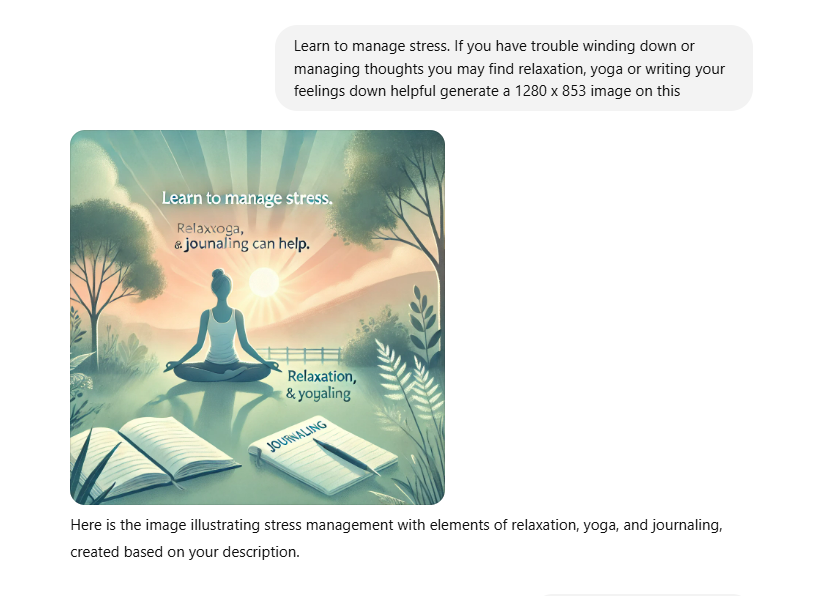 Learn to manage stress. If you have trouble winding down or
managing thoughts you may find relaxation, yoga or writing your
feelings down helpful generate a 1280 x 853 image on this
Learn to manage stress.
Relaxxoga,
& jounaling can help.
Relaxation,
& yogaling
JOURNALING
Here is the image illustrating stress management with elements of relaxation, yoga, and journaling,
created based on your description.